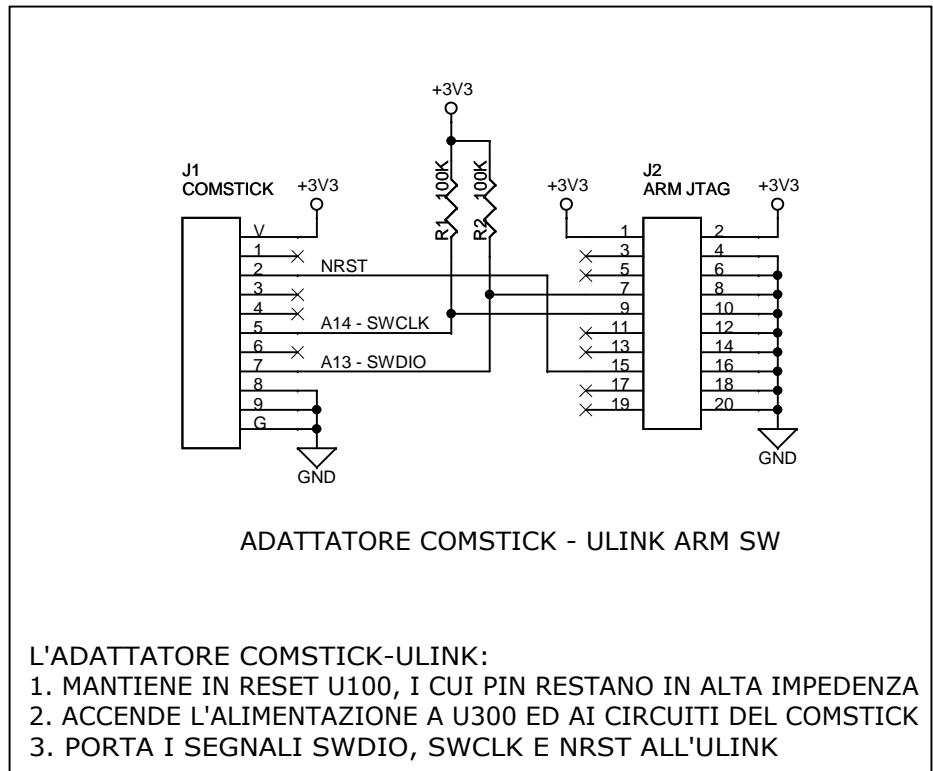 +3V3
J1
COMSTICK
+3V3
R1 100K
R2 100K
+3V3
J2
ARM JTAG
+3V3
V
1
2
3
4
5
6
7
8
9
G
NRST
A14 - SWCLK
A13 - SWDIO
1
3
5
7
9
11
13
15
17
19
2
4
6
8
10
12
14
16
18
20
GND
GND
ADATTATORE COMSTICK - ULINK ARM SW
L'ADATTATORE COMSTICK-ULINK:
1. MANTIENE IN RESET U100, I CUI PIN RESTANO IN ALTA IMPEDENZA
2. ACCENDE L'ALIMENTAZIONE A U300 ED AI CIRCUITI DEL COMSTICK
3. PORTA I SEGNALI SWDIO, SWCLK E NRST ALL'ULINK